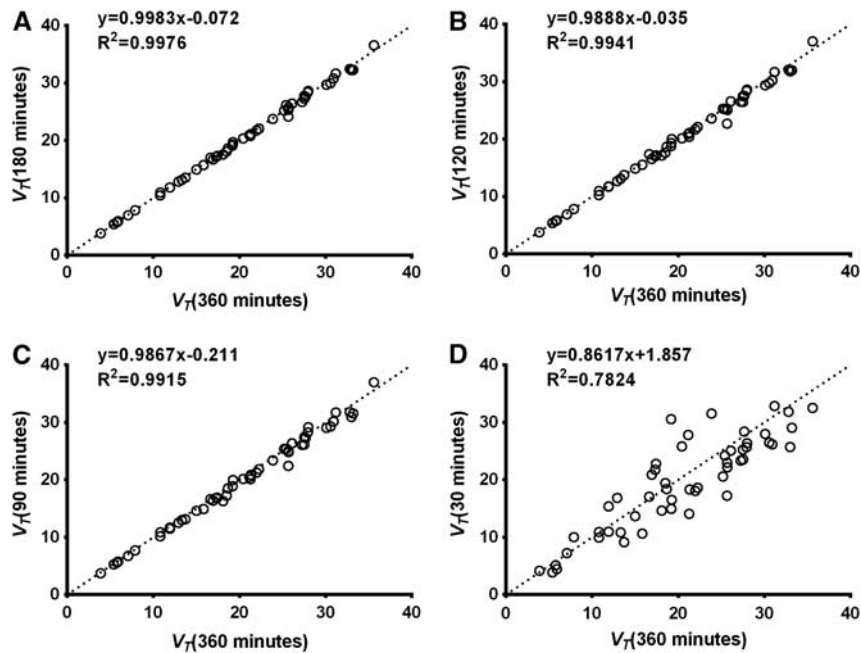 A
y=0.9983x-0.072
R²=0.9976
V_T(180 minutes)
40
30
20
10
0
0 10 20 30 40
V_T(360 minutes)
B
y=0.9888x-0.035
R²=0.9941
V_T(120 minutes)
40
30
20
10
0
0 10 20 30 40
V_T(360 minutes)
C
y=0.9867x-0.211
R²=0.9915
V_T(90 minutes)
40
30
20
10
0
0 10 20 30 40
V_T(360 minutes)
D
y=0.8617x+1.857
R²=0.7824
V_T(30 minutes)
40
30
20
10
0
0 10 20 30 40
V_T(360 minutes)